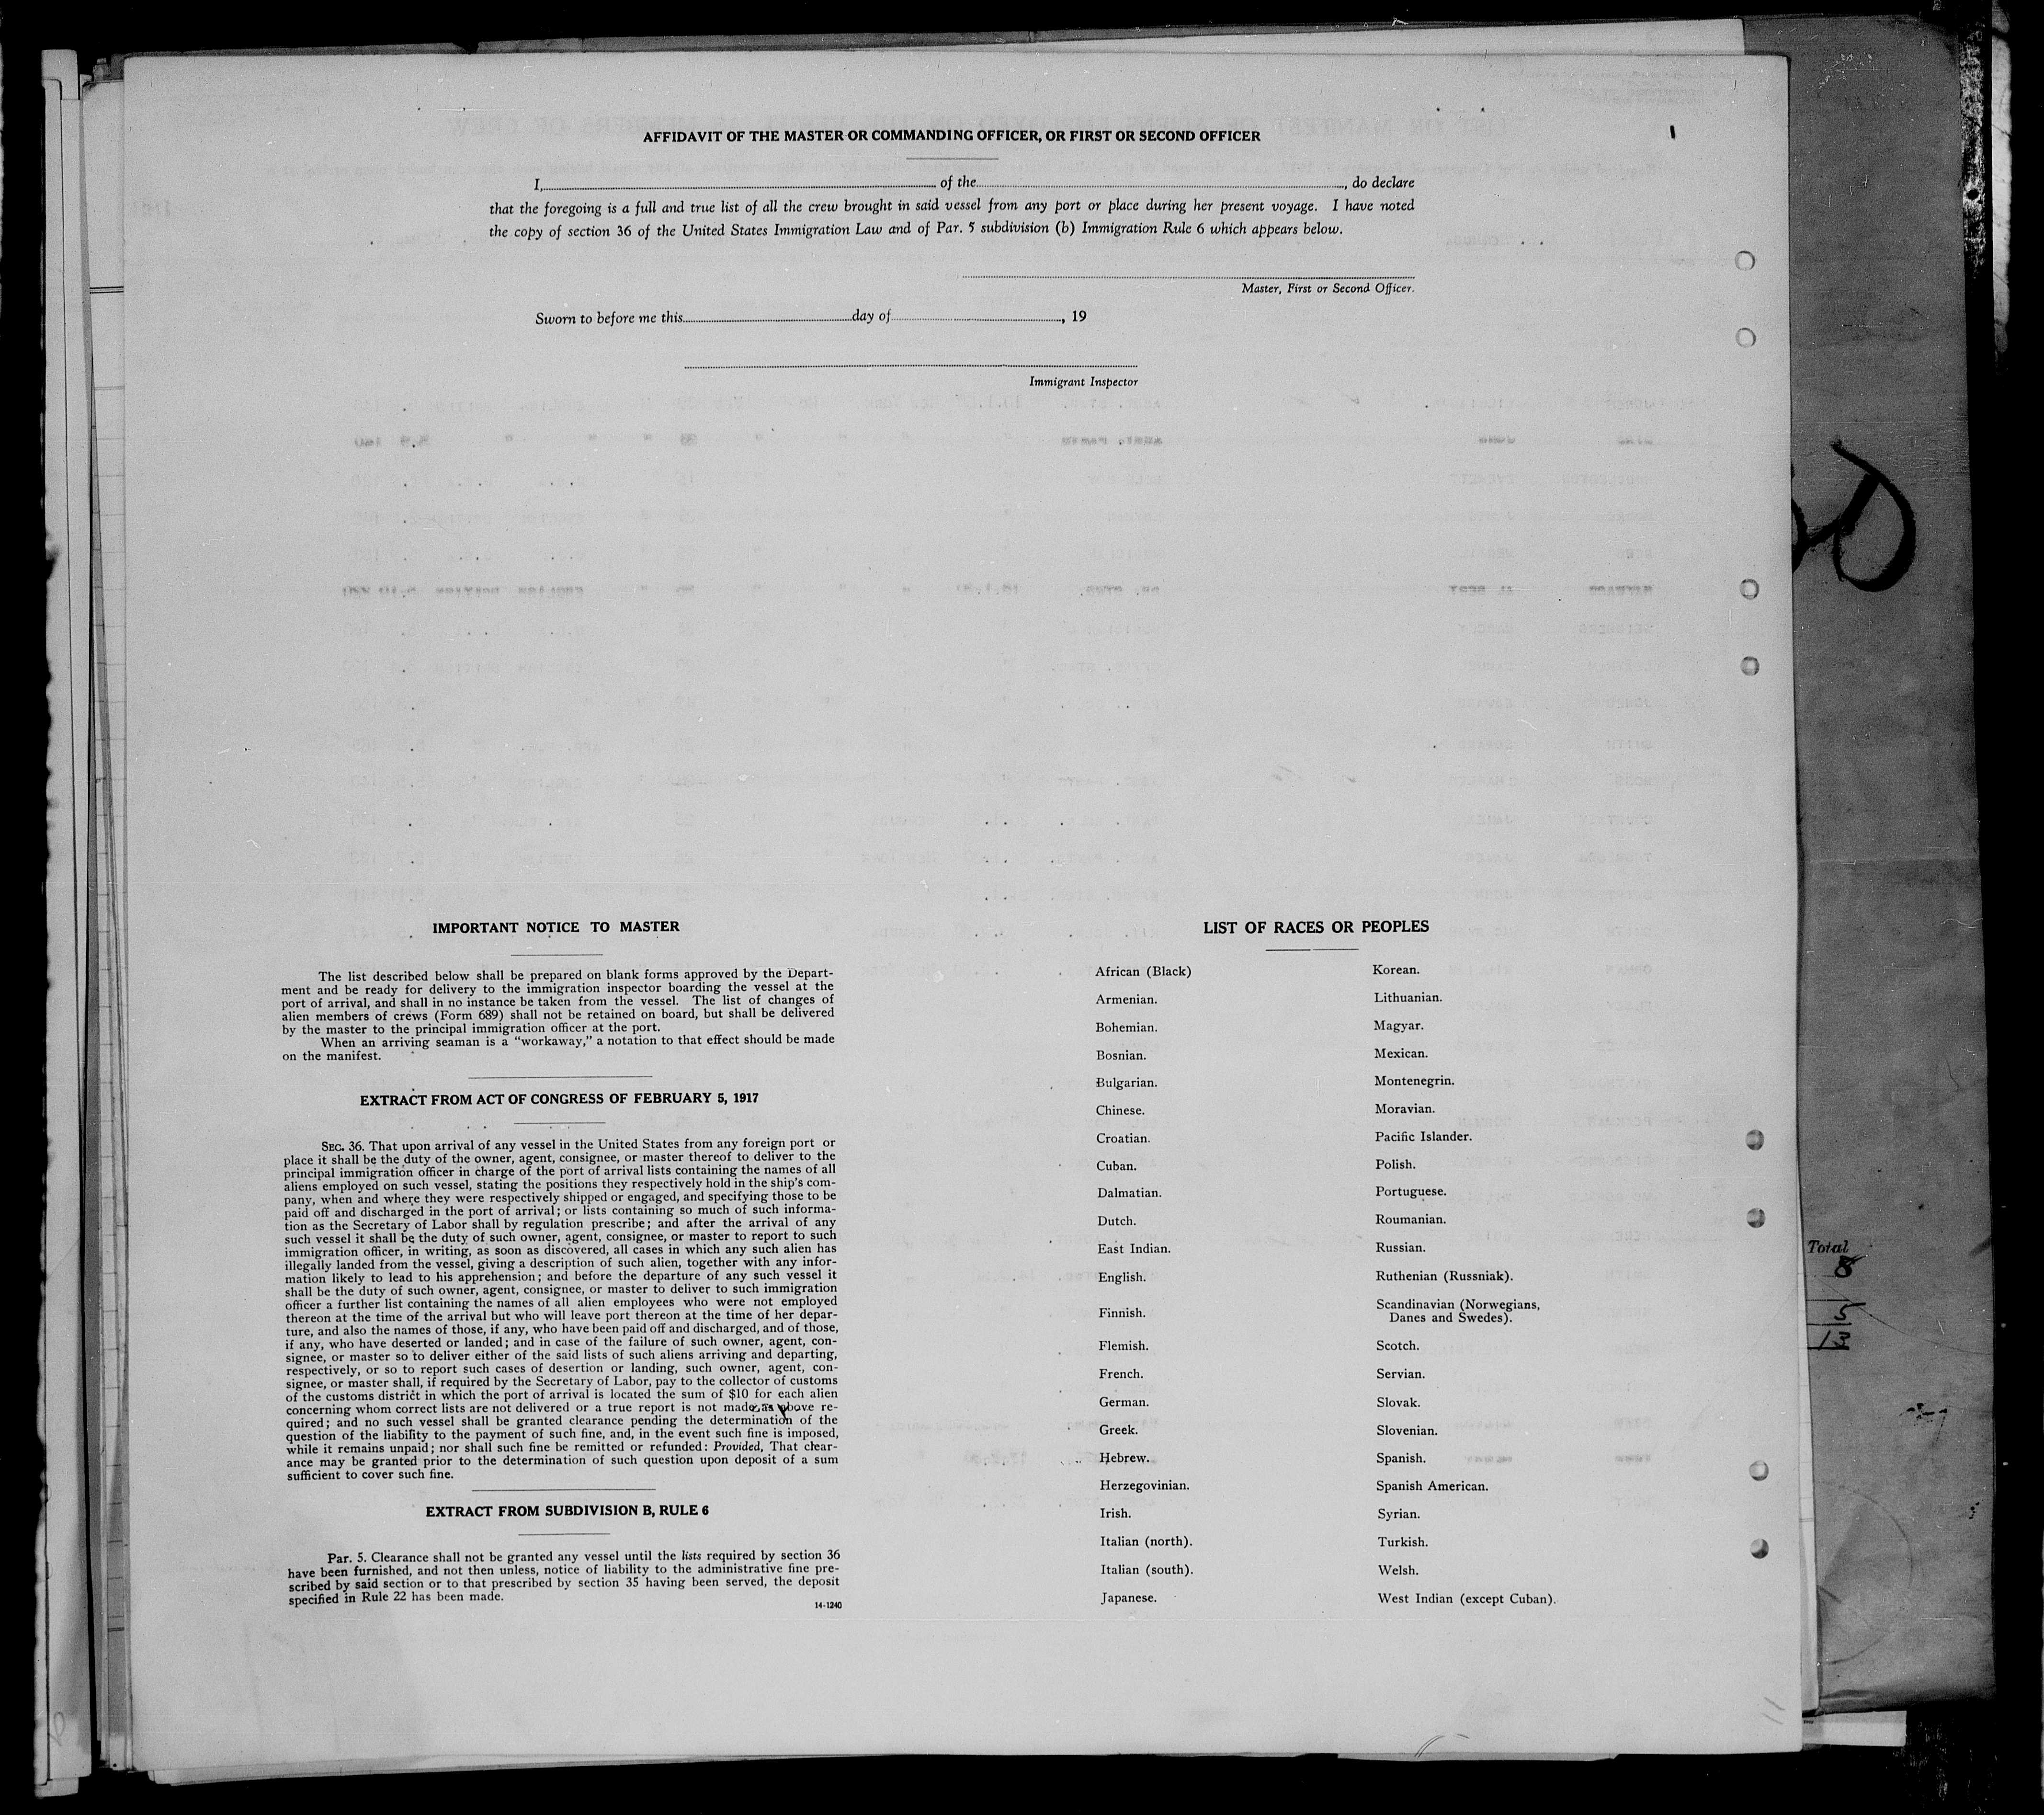 AFFIDAVIT OF THE MASTER OR COMMANDING OFFICER, OR FIRST OR SECOND OFFICER
I, of the , do declare
that the foregoing is a full and true list of all the crew brought in said vessel from any port or place during her present voyage. I have noted
the copy of section 36 of the United States Immigration Law and of Par. 5 subdivision (b) Immigration Rule 6 which appears below.
Master, First or Second Officer.
Sworn to before me this day of , 19
Immigrant Inspector
IMPORTANT NOTICE TO MASTER
The list described below shall be prepared on blank forms approved by the Depart-
ment and be ready for delivery to the immigration inspector boarding the vessel at the
port of arrival, and shall in no instance be taken from the vessel. The list of changes of
alien members of crews (Form 689) shall not be retained on board, but shall be delivered
by the master to the principal immigration officer at the port.
When an arriving seaman is a "workaway," a notation to that effect should be made
on the manifest.
EXTRACT FROM ACT OF CONGRESS OF FEBRUARY 5, 1917
SEC. 36. That upon arrival of any vessel in the United States from any foreign port or
place it shall be the duty of the owner, agent, consignee, or master thereof to deliver to the
principal immigration officer in charge of the port of arrival lists containing the names of all
aliens employed on such vessel, stating the positions they respectively hold in the ship's com-
pany, when and where they were respectively shipped or engaged, and specifying those to be
paid off and discharged in the port of arrival; or lists containing so much of such informa-
tion as the Secretary of Labor shall by regulation prescribe; and after the arrival of any
such vessel it shall be the duty of such owner, agent, consignee, or master to report to such
immigration officer, in writing, as soon as discovered, all cases in which any such alien has
illegally landed from the vessel, giving a description of such alien, together with any infor-
mation likely to lead to his apprehension; and before the departure of any such vessel it
shall be the duty of such owner, agent, consignee, or master to deliver to such immigration
officer a further list containing the names of all alien employees who were not employed
thereon at the time of the arrival but who will leave port thereon at the time of her depar-
ture, and also the names of those, if any, who have been paid off and discharged, and of those,
if any, who have deserted or landed; and in case of the failure of such owner, agent, con-
signee, or master so to deliver either of the said lists of such aliens arriving and departing,
respectively, or so to report such cases of desertion or landing, such owner, agent, con-
signee, or master shall, if required by the Secretary of Labor, pay to the collector of customs
of the customs district in which the port of arrival is located the sum of $10 for each alien
concerning whom correct lists are not delivered or a true report is not made as above re-
quired; and no such vessel shall be granted clearance pending the determination of the
question of the liability to the payment of such fine, and, in the event such fine is imposed,
while it remains unpaid; nor shall such fine be remitted or refunded: Provided, That clear-
ance may be granted prior to the determination of such question upon deposit of a sum
sufficient to cover such fine.
EXTRACT FROM SUBDIVISION B, RULE 6
Par. 5. Clearance shall not be granted any vessel until the lists required by section 36
have been furnished, and not then unless, notice of liability to the administrative fine pre-
scribed by said section or to that prescribed by section 35 having been served, the deposit
specified in Rule 22 has been made.
14-1240
LIST OF RACES OR PEOPLES
African (Black)
Armenian.
Bohemian.
Bosnian.
Bulgarian.
Chinese.
Croatian.
Cuban.
Dalmatian.
Dutch.
East Indian.
English.
Finnish.
Flemish.
French.
German.
Greek.
Hebrew.
Herzegovinian.
Irish.
Italian (north).
Italian (south).
Japanese.
Korean.
Lithuanian.
Magyar.
Mexican.
Montenegrin.
Moravian.
Pacific Islander.
Polish.
Portuguese.
Roumanian.
Russian.
Ruthenian (Russniak).
Scandinavian (Norwegians,
Danes and Swedes).
Scotch.
Servian.
Slovak.
Slovenian.
Spanish.
Spanish American.
Syrian.
Turkish.
Welsh.
West Indian (except Cuban).
Total
8
5
13